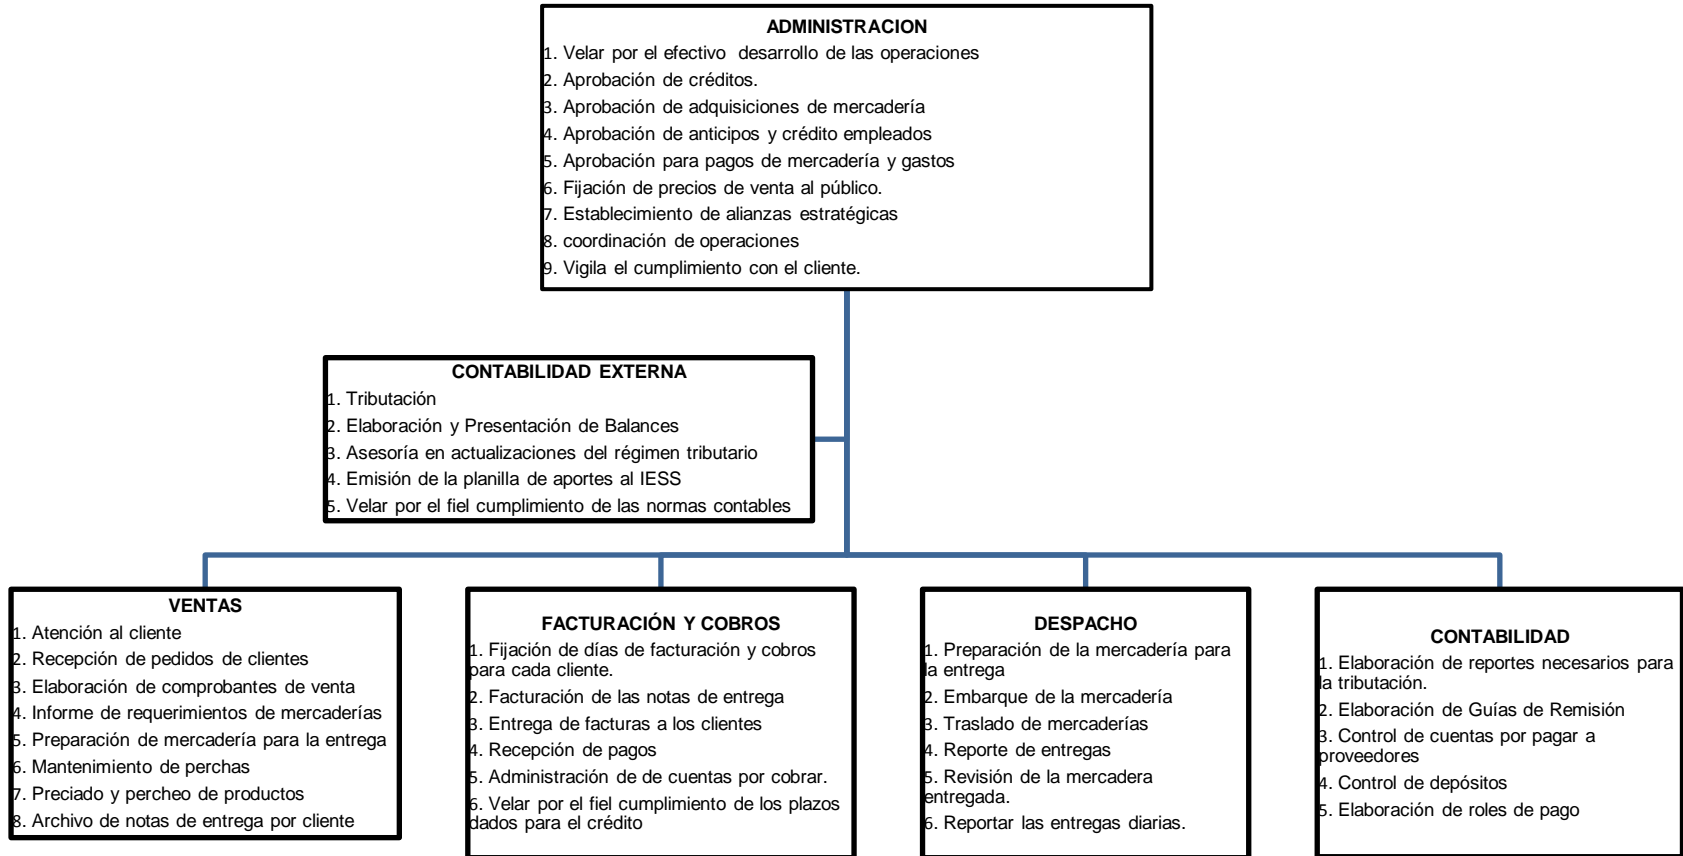 ADMINISTRACION
1. Velar por el efectivo desarrollo de las operaciones
2. Aprobación de créditos.
3. Aprobación de adquisiciones de mercadería
4. Aprobación de anticipos y crédito empleados
5. Aprobación para pagos de mercadería y gastos
6. Fijación de precios de venta al público.
7. Establecimiento de alianzas estratégicas
8. coordinación de operaciones
9. Vigila el cumplimiento con el cliente.
CONTABILIDAD EXTERNA
1. Tributación
2. Elaboración y Presentación de Balances
3. Asesoría en actualizaciones del régimen tributario
4. Emisión de la planilla de aportes al IESS
5. Velar por el fiel cumplimiento de las normas contables
VENTAS
1. Atención al cliente
2. Recepción de pedidos de clientes
3. Elaboración de comprobantes de venta
4. Informe de requerimientos de mercaderías
5. Preparación de mercadería para la entrega
6. Mantenimiento de perchas
7. Preciado y percheo de productos
8. Archivo de notas de entrega por cliente
FACTURACIÓN Y COBROS
1. Fijación de días de facturación y cobros
para cada cliente.
2. Facturación de las notas de entrega
3. Entrega de facturas a los clientes
4. Recepción de pagos
5. Administración de de cuentas por cobrar.
6. Velar por el fiel cumplimiento de los plazos
dados para el crédito
DESPACHO
1. Preparación de la mercadería para
la entrega
2. Embarque de la mercadería
3. Traslado de mercaderías
4. Reporte de entregas
5. Revisión de la mercadera
entregada.
6. Reportar las entregas diarias.
CONTABILIDAD
1. Elaboración de reportes necesarios para
la tributación.
2. Elaboración de Guías de Remisión
3. Control de cuentas por pagar a
proveedores
4. Control de depósitos
5. Elaboración de roles de pago